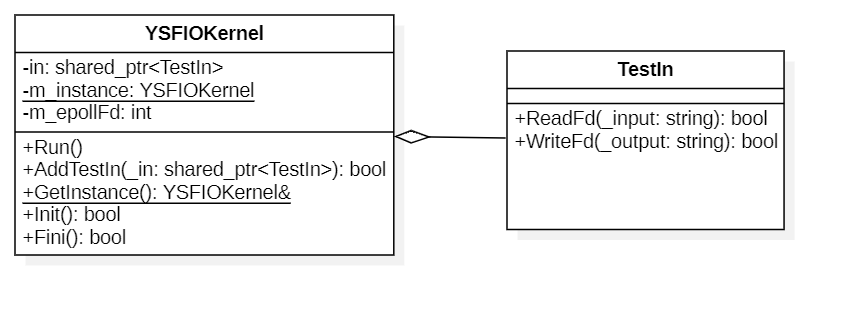 YSFIOKernel
-in: shared_ptr<TestIn>
-m_instance: YSFIOKernel
-m_epollFd: int
+Run()
+AddTestIn(_in: shared_ptr<TestIn>): bool
+GetInstance(): YSFIOKernel&
+Init(): bool
+Fini(): bool
TestIn
+ReadFd(_input: string): bool
+WriteFd(_output: string): bool